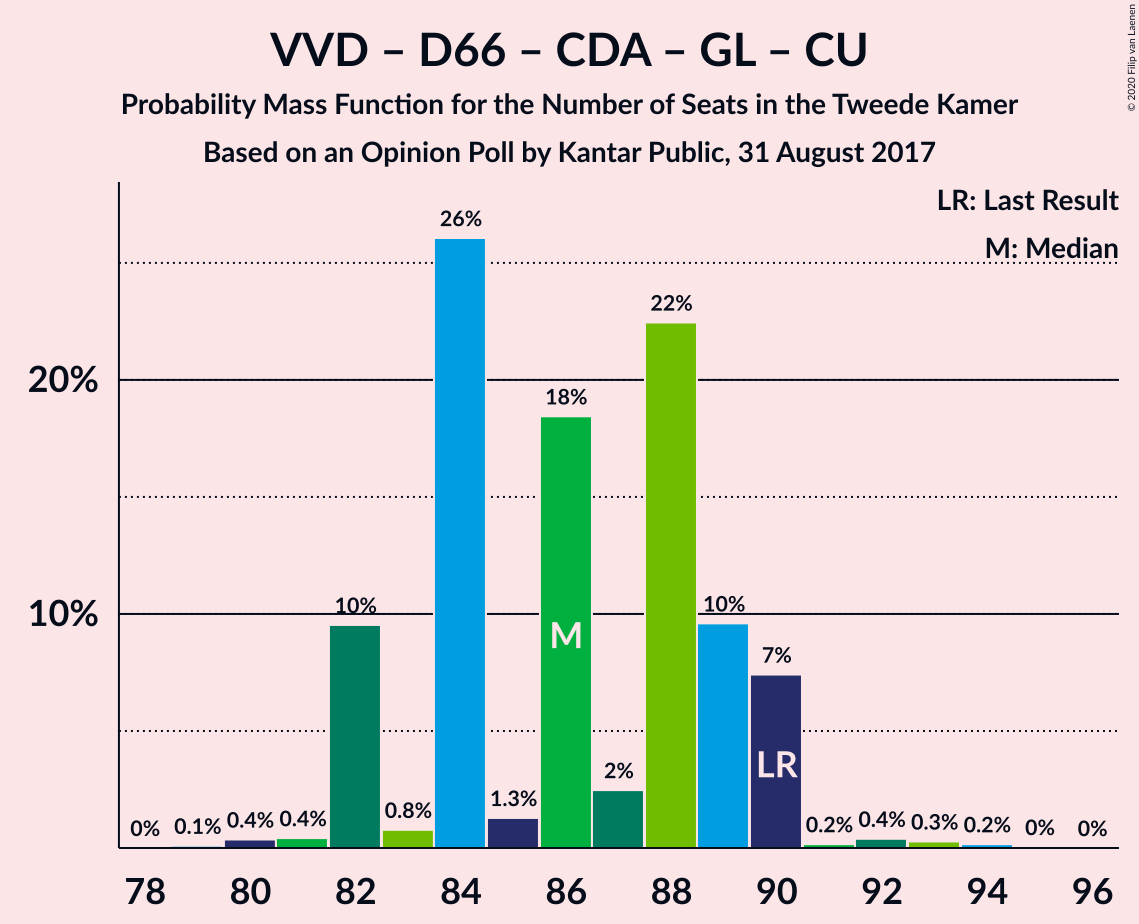 VVD – D66 – CDA – GL – CU
Probability Mass Function for the Number of Seats in the Tweede Kamer
Based on an Opinion Poll by Kantar Public, 31 August 2017
© 2020 Filip van Laenen
LR: Last Result
M: Median
20%
10%
0%
0.1%
0.4%
0.4%
10%
0.8%
26%
1.3%
18%
2%
22%
10%
7%
0.2%
0.4%
0.3%
0.2%
0%
0%
M
LR
78 80 82 84 86 88 90 92 94 96